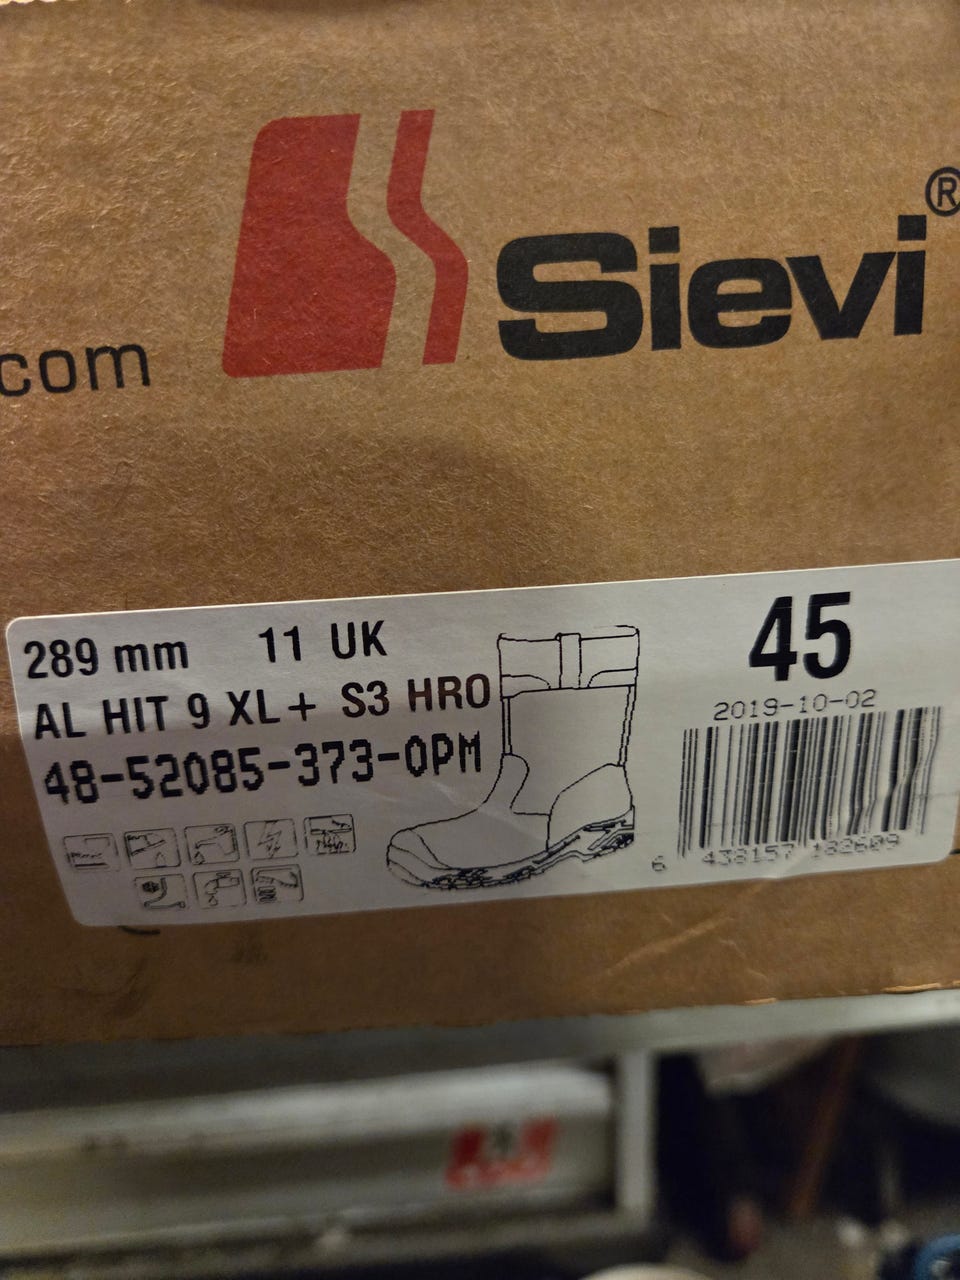 Sievi®
com
289 mm 11 UK
45
AL HIT 9 XL+ S3 HRO
2019-10-02
48-52085-373-0PM
6 438157 182609